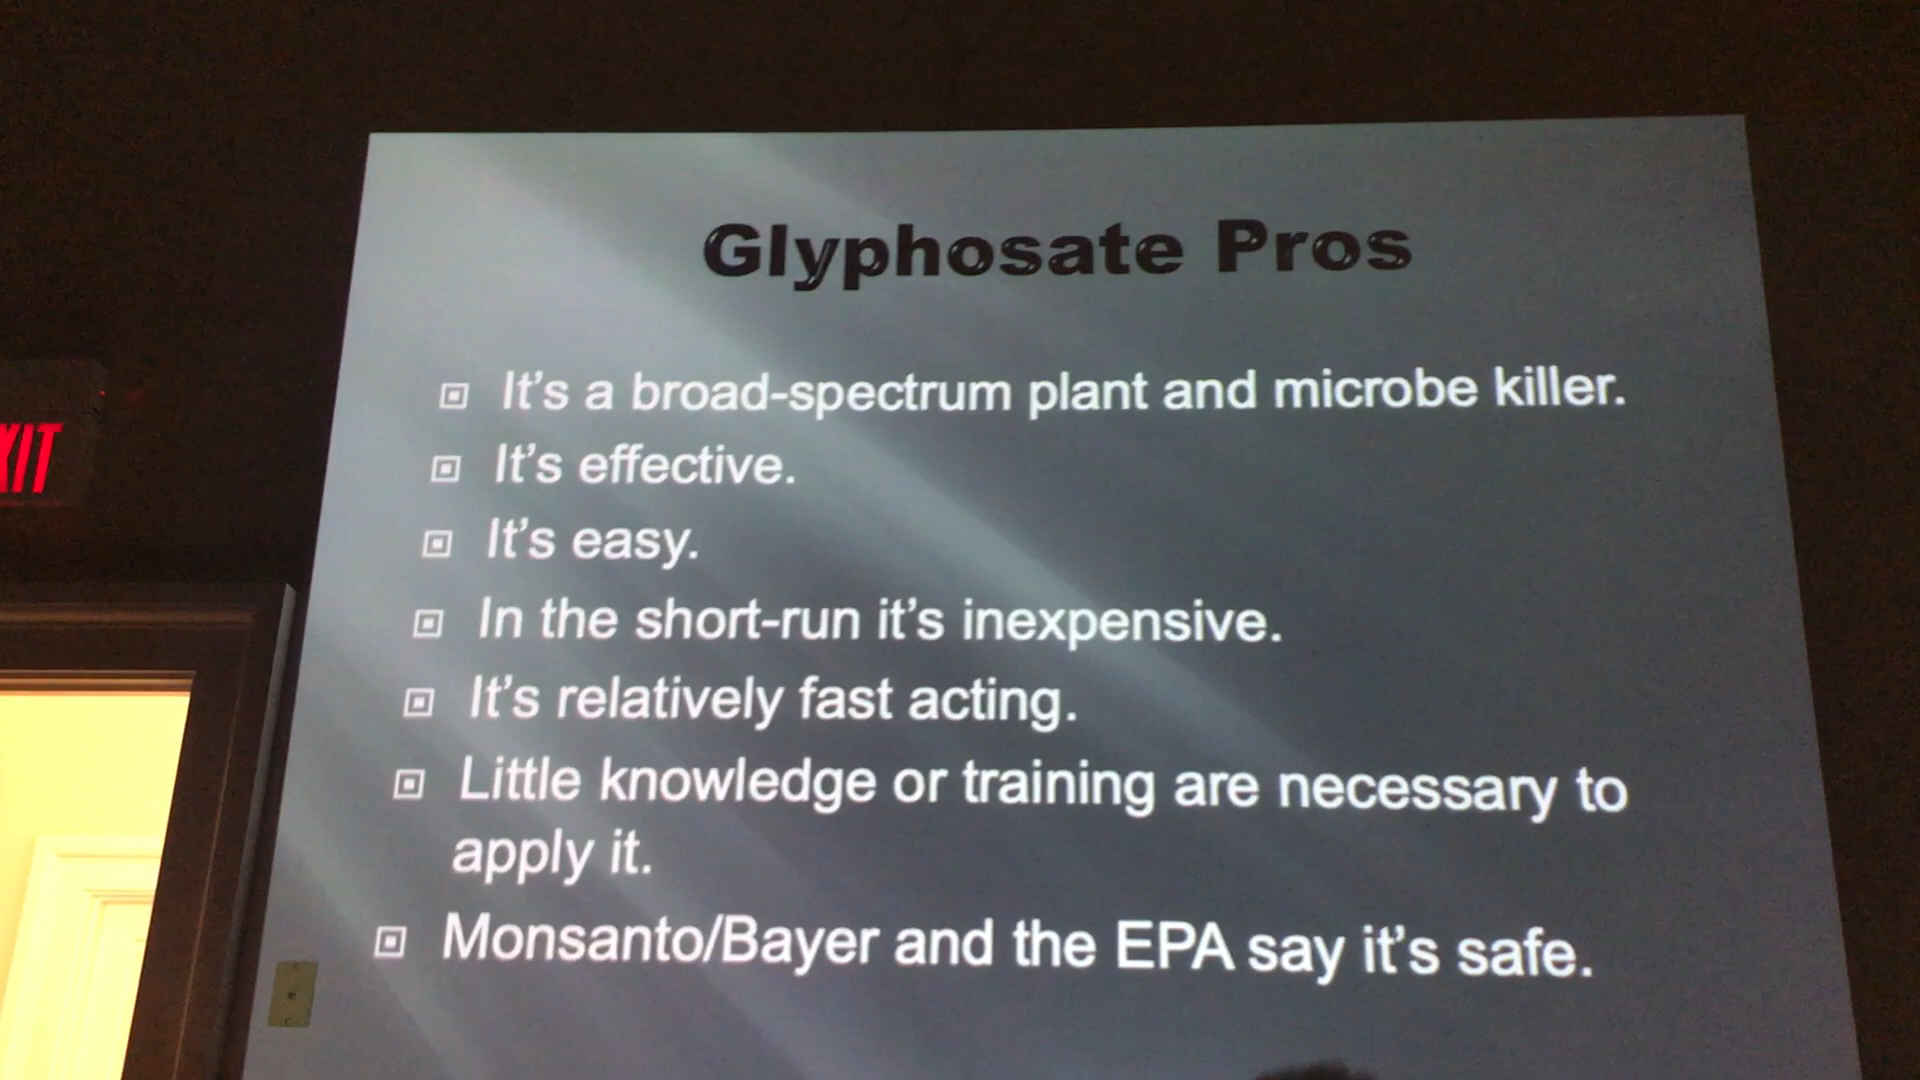 Glyphosate Pros
It's a broad-spectrum plant and microbe killer.
It's effective.
It's easy.
In the short-run it's inexpensive.
It's relatively fast acting.
Little knowledge or training are necessary to
apply it.
Monsanto/Bayer and the EPA say it's safe.
XIT